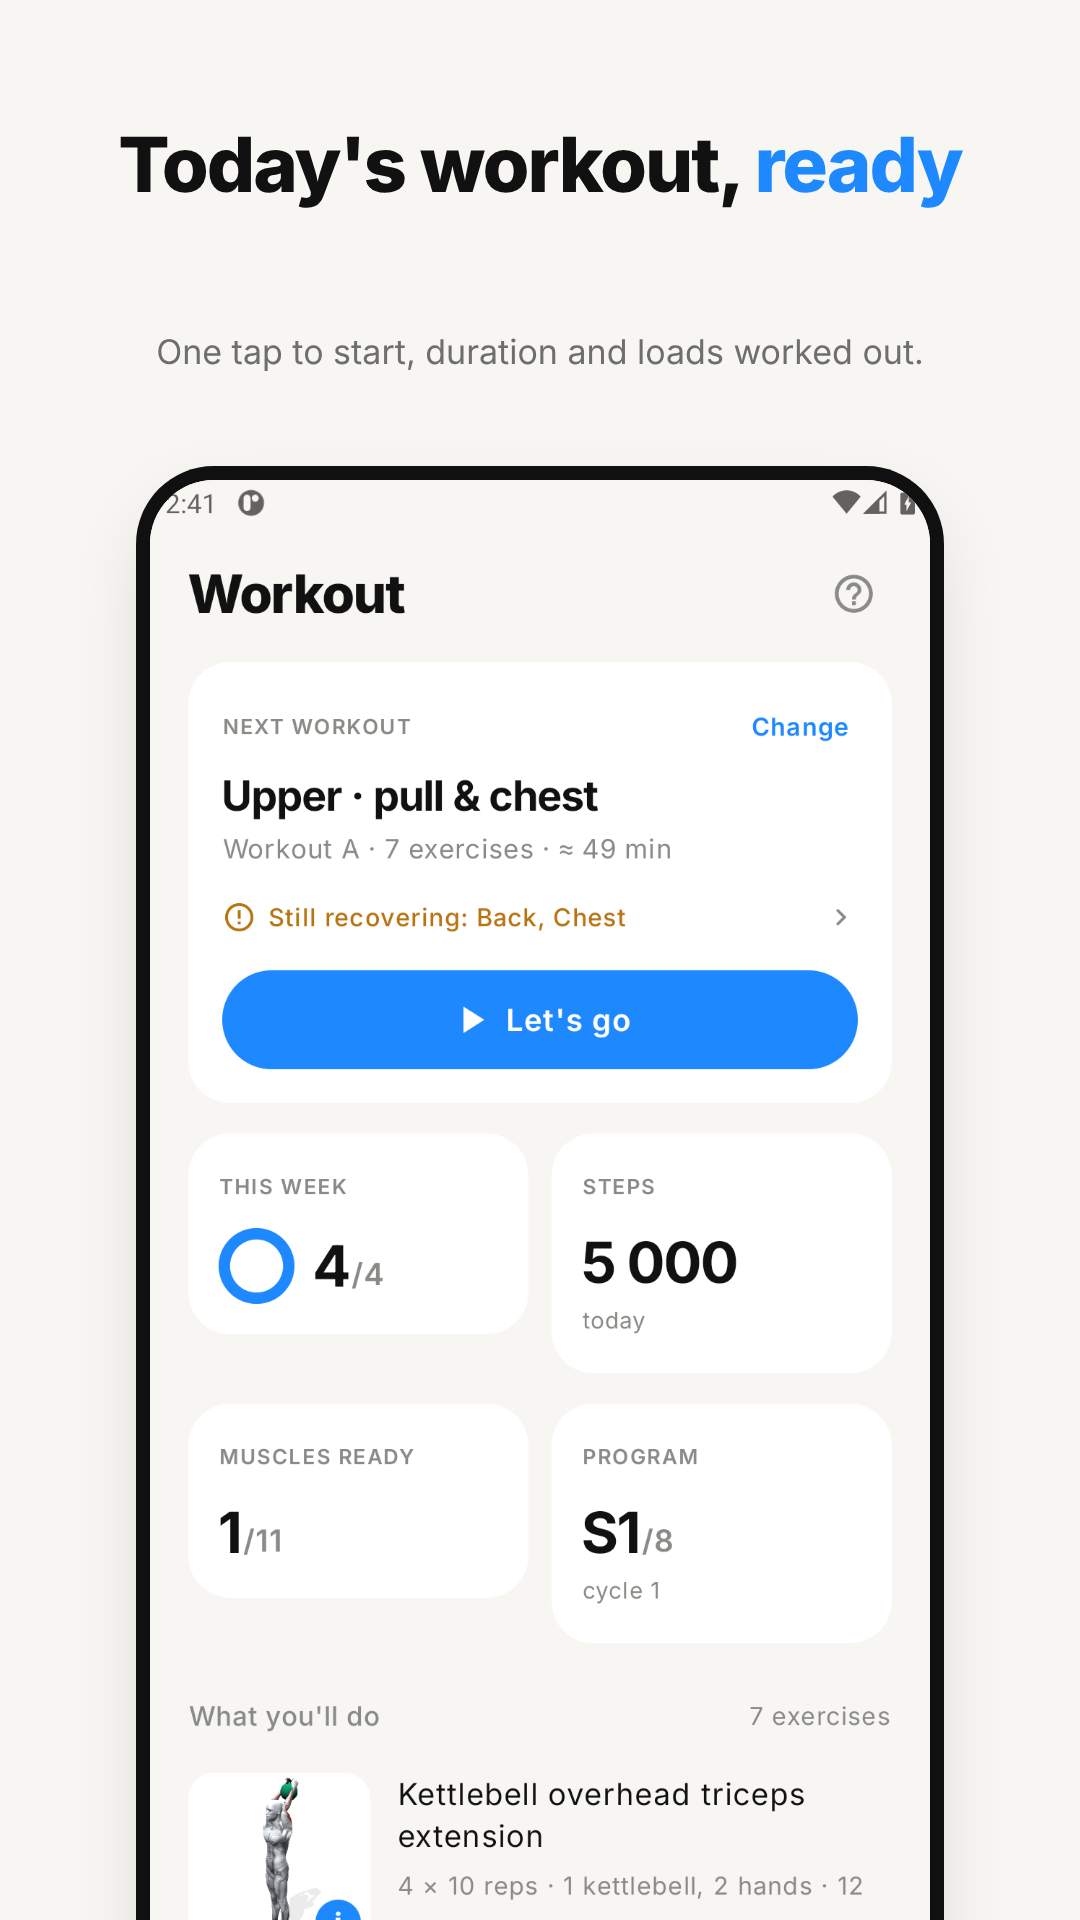 Today's workout, ready
One tap to start, duration and loads worked out.
2:41
Workout
NEXT WORKOUT
Change
Upper · pull & chest
Workout A · 7 exercises · ≈ 49 min
Still recovering: Back, Chest
Let's go
THIS WEEK
4/4
STEPS
5 000
today
MUSCLES READY
1/11
PROGRAM
S1/8
cycle 1
What you'll do
7 exercises
Kettlebell overhead triceps
extension
4 × 10 reps · 1 kettlebell, 2 hands · 12